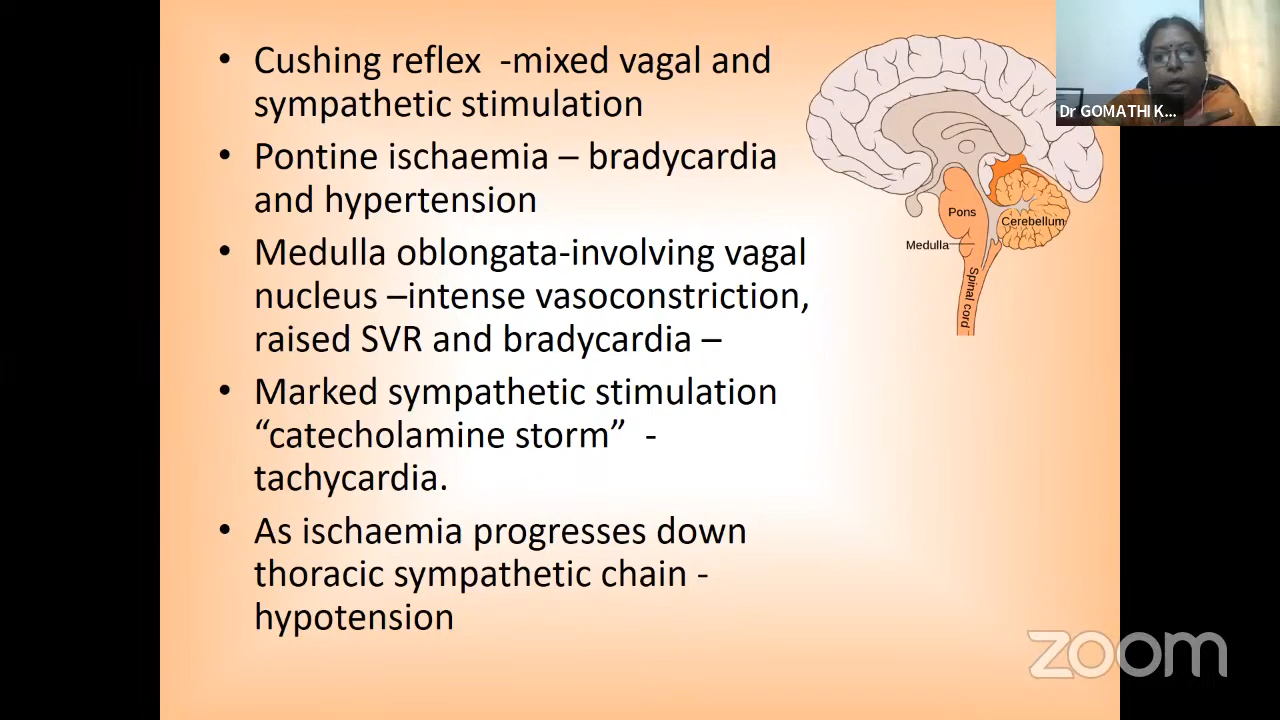 • Cushing reflex -mixed vagal and
sympathetic stimulation
• Pontine ischaemia – bradycardia
and hypertension
• Medulla oblongata-involving vagal
nucleus –intense vasoconstriction,
raised SVR and bradycardia –
• Marked sympathetic stimulation
“catecholamine storm” -
tachycardia.
• As ischaemia progresses down
thoracic sympathetic chain -
hypotension
Pons
Cerebellum
Medulla
Spinal cord
Dr GOMATHI K...
zoom